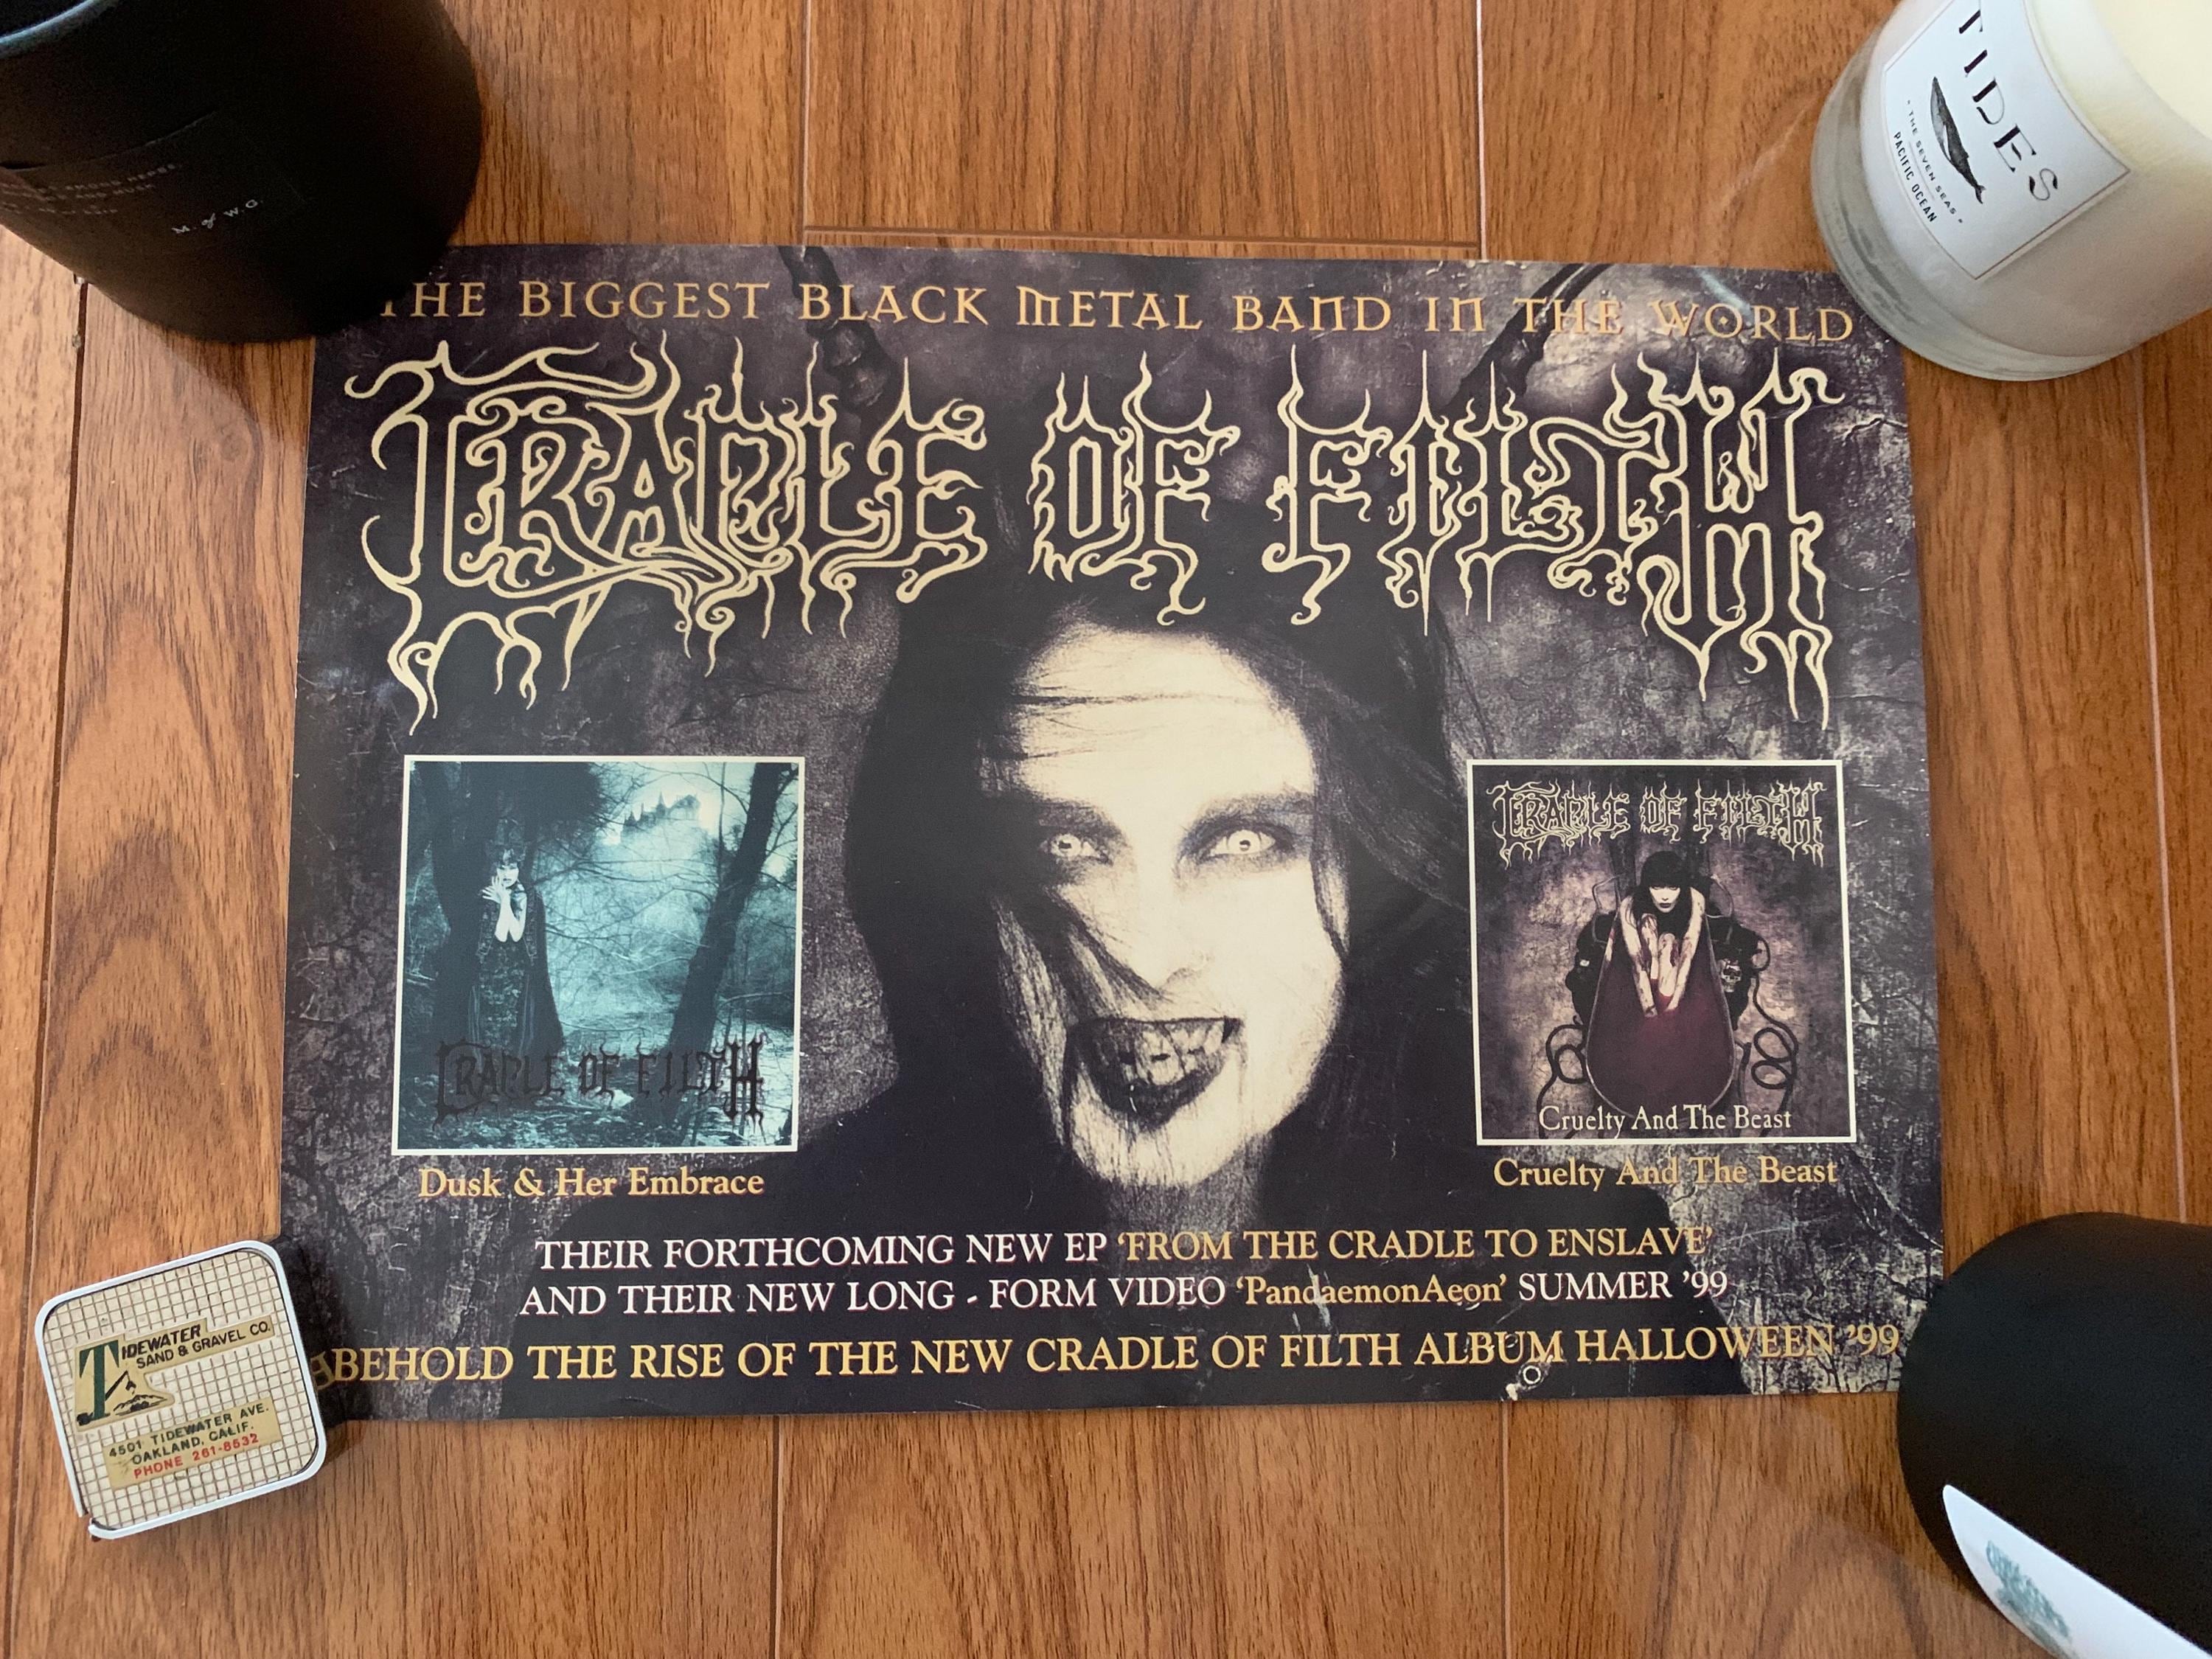 M. & W.G.
TIDES
• THE SEVEN SEAS •
PACIFIC OCEAN
THE BIGGEST BLACK METAL BAND IN THE WORLD
CRADLE OF FILTH
CRADLE OF FILTH
Dusk & Her Embrace
CRADLE OF FILTH
Cruelty And The Beast
Cruelty And The Beast
THEIR FORTHCOMING NEW EP ‘FROM THE CRADLE TO ENSLAVE’
AND THEIR NEW LONG - FORM VIDEO ‘PandaemonAeon’ SUMMER ’99
BEHOLD THE RISE OF THE NEW CRADLE OF FILTH ALBUM HALLOWEEN ’99
TIDEWATER
SAND & GRAVEL CO.
4501 TIDEWATER AVE.
OAKLAND, CALIF.
PHONE 261-8532